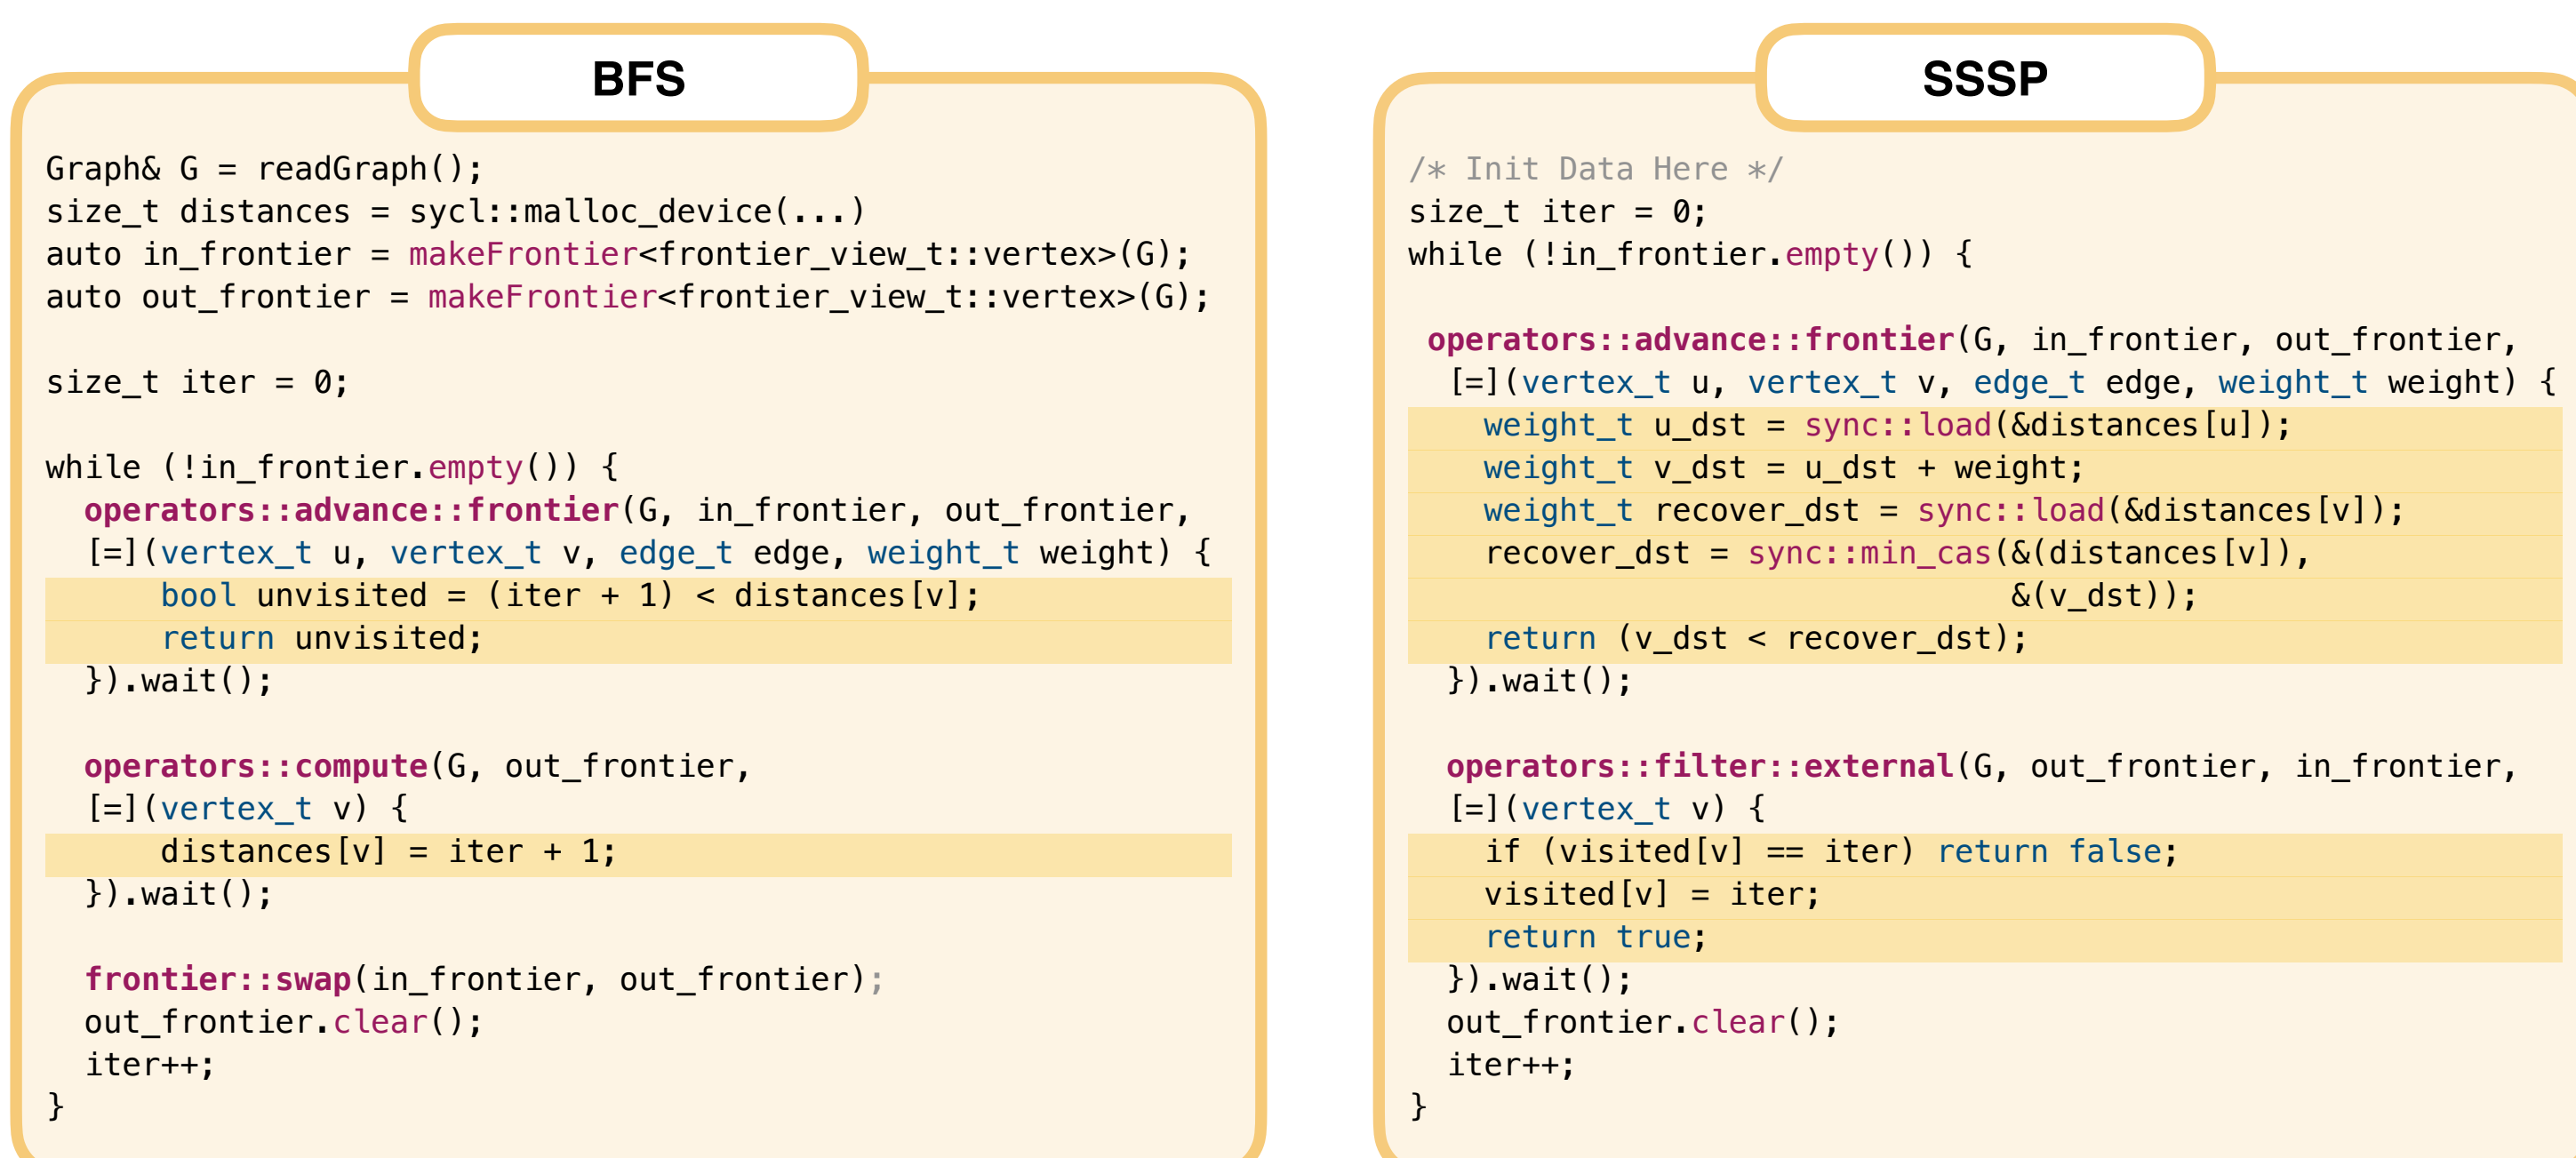 BFS
Graph& G = readGraph();
size_t distances = sycl::malloc_device(...)
auto in_frontier = makeFrontier<frontier_view_t::vertex>(G);
auto out_frontier = makeFrontier<frontier_view_t::vertex>(G);
size_t iter = 0;
while (!in_frontier.empty()) {
operators::advance::frontier(G, in_frontier, out_frontier,
[=](vertex_t u, vertex_t v, edge_t edge, weight_t weight) {
bool unvisited = (iter + 1) < distances[v];
return unvisited;
}).wait();
operators::compute(G, out_frontier,
[=](vertex_t v) {
distances[v] = iter + 1;
}).wait();
frontier::swap(in_frontier, out_frontier);
out_frontier.clear();
iter++;
}
SSSP
/* Init Data Here */
size_t iter = 0;
while (!in_frontier.empty()) {
operators::advance::frontier(G, in_frontier, out_frontier,
[=](vertex_t u, vertex_t v, edge_t edge, weight_t weight) {
weight_t u_dst = sync::load(&distances[u]);
weight_t v_dst = u_dst + weight;
weight_t recover_dst = sync::load(&distances[v]);
recover_dst = sync::min_cas(&(distances[v]),
&(v_dst));
return (v_dst < recover_dst);
}).wait();
operators::filter::external(G, out_frontier, in_frontier,
[=](vertex_t v) {
if (visited[v] == iter) return false;
visited[v] = iter;
return true;
}).wait();
out_frontier.clear();
iter++;
}